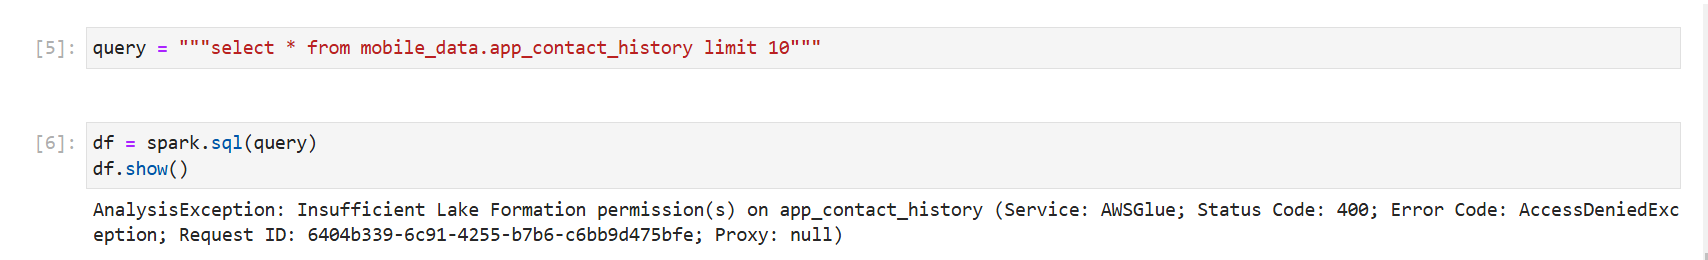 [5]: query = """select * from mobile_data.app_contact_history limit 10"""
[6]: df = spark.sql(query)
df.show()
AnalysisException: Insufficient Lake Formation permission(s) on app_contact_history (Service: AWSGlue; Status Code: 400; Error Code: AccessDeniedExc
eption; Request ID: 6404b339-6c91-4255-b7b6-c6bb9d475bfe; Proxy: null)